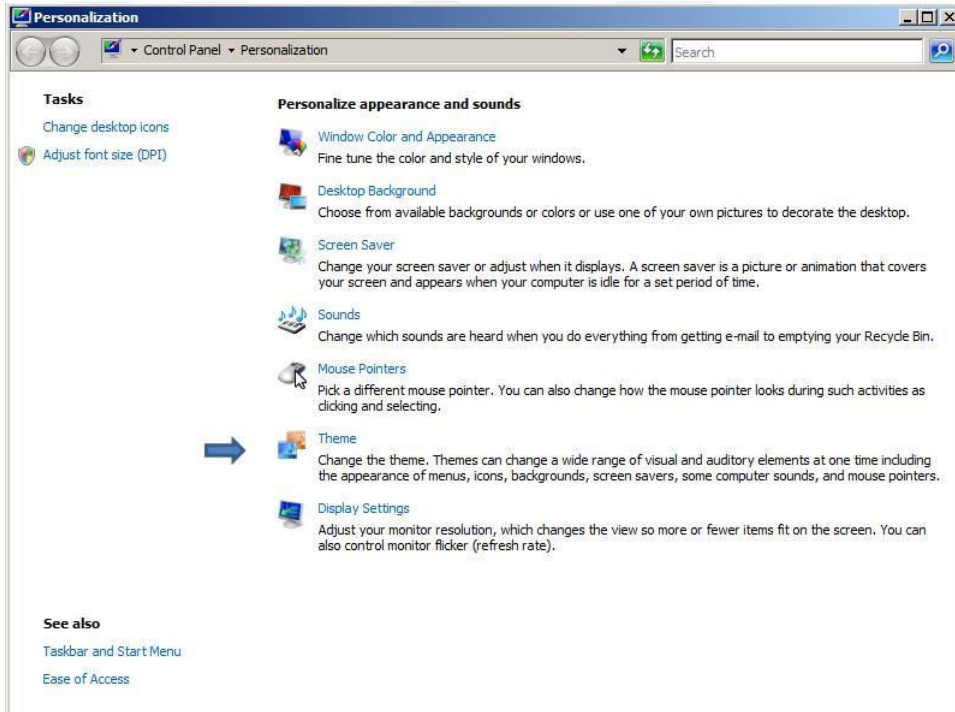 Personalization
Control Panel
Personalization
Search
Tasks
Change desktop icons
Adjust font size (DPI)
Personalize appearance and sounds
Window Color and Appearance
Fine tune the color and style of your windows.
Desktop Background
Choose from available backgrounds or colors or use one of your own pictures to decorate the desktop.
Screen Saver
Change your screen saver or adjust when it displays. A screen saver is a picture or animation that covers
your screen and appears when your computer is idle for a set period of time.
Sounds
Change which sounds are heard when you do everything from getting e-mail to emptying your Recycle Bin.
Mouse Pointers
Pick a different mouse pointer. You can also change how the mouse pointer looks during such activities as
clicking and selecting.
Theme
Change the theme. Themes can change a wide range of visual and auditory elements at one time including
the appearance of menus, icons, backgrounds, screen savers, some computer sounds, and mouse pointers.
Display Settings
Adjust your monitor resolution, which changes the view so more or fewer items fit on the screen. You can
also control monitor flicker (refresh rate).
See also
Taskbar and Start Menu
Ease of Access